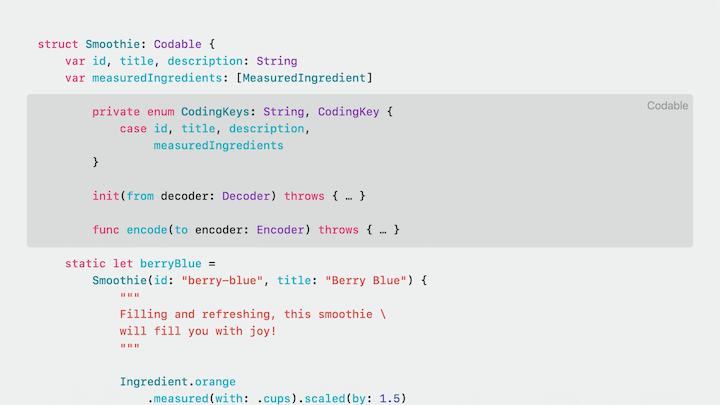 struct Smoothie: Codable {
    var id, title, description: String
    var measuredIngredients: [MeasuredIngredient]
Codable
        private enum CodingKeys: String, CodingKey {
            case id, title, description,
                 measuredIngredients
        }
        init(from decoder: Decoder) throws { … }
        func encode(to encoder: Encoder) throws { … }
    static let berryBlue =
        Smoothie(id: "berry-blue", title: "Berry Blue") {
            """
            Filling and refreshing, this smoothie \
            will fill you with joy!
            """
            Ingredient.orange
                .measured(with: .cups).scaled(by: 1.5)